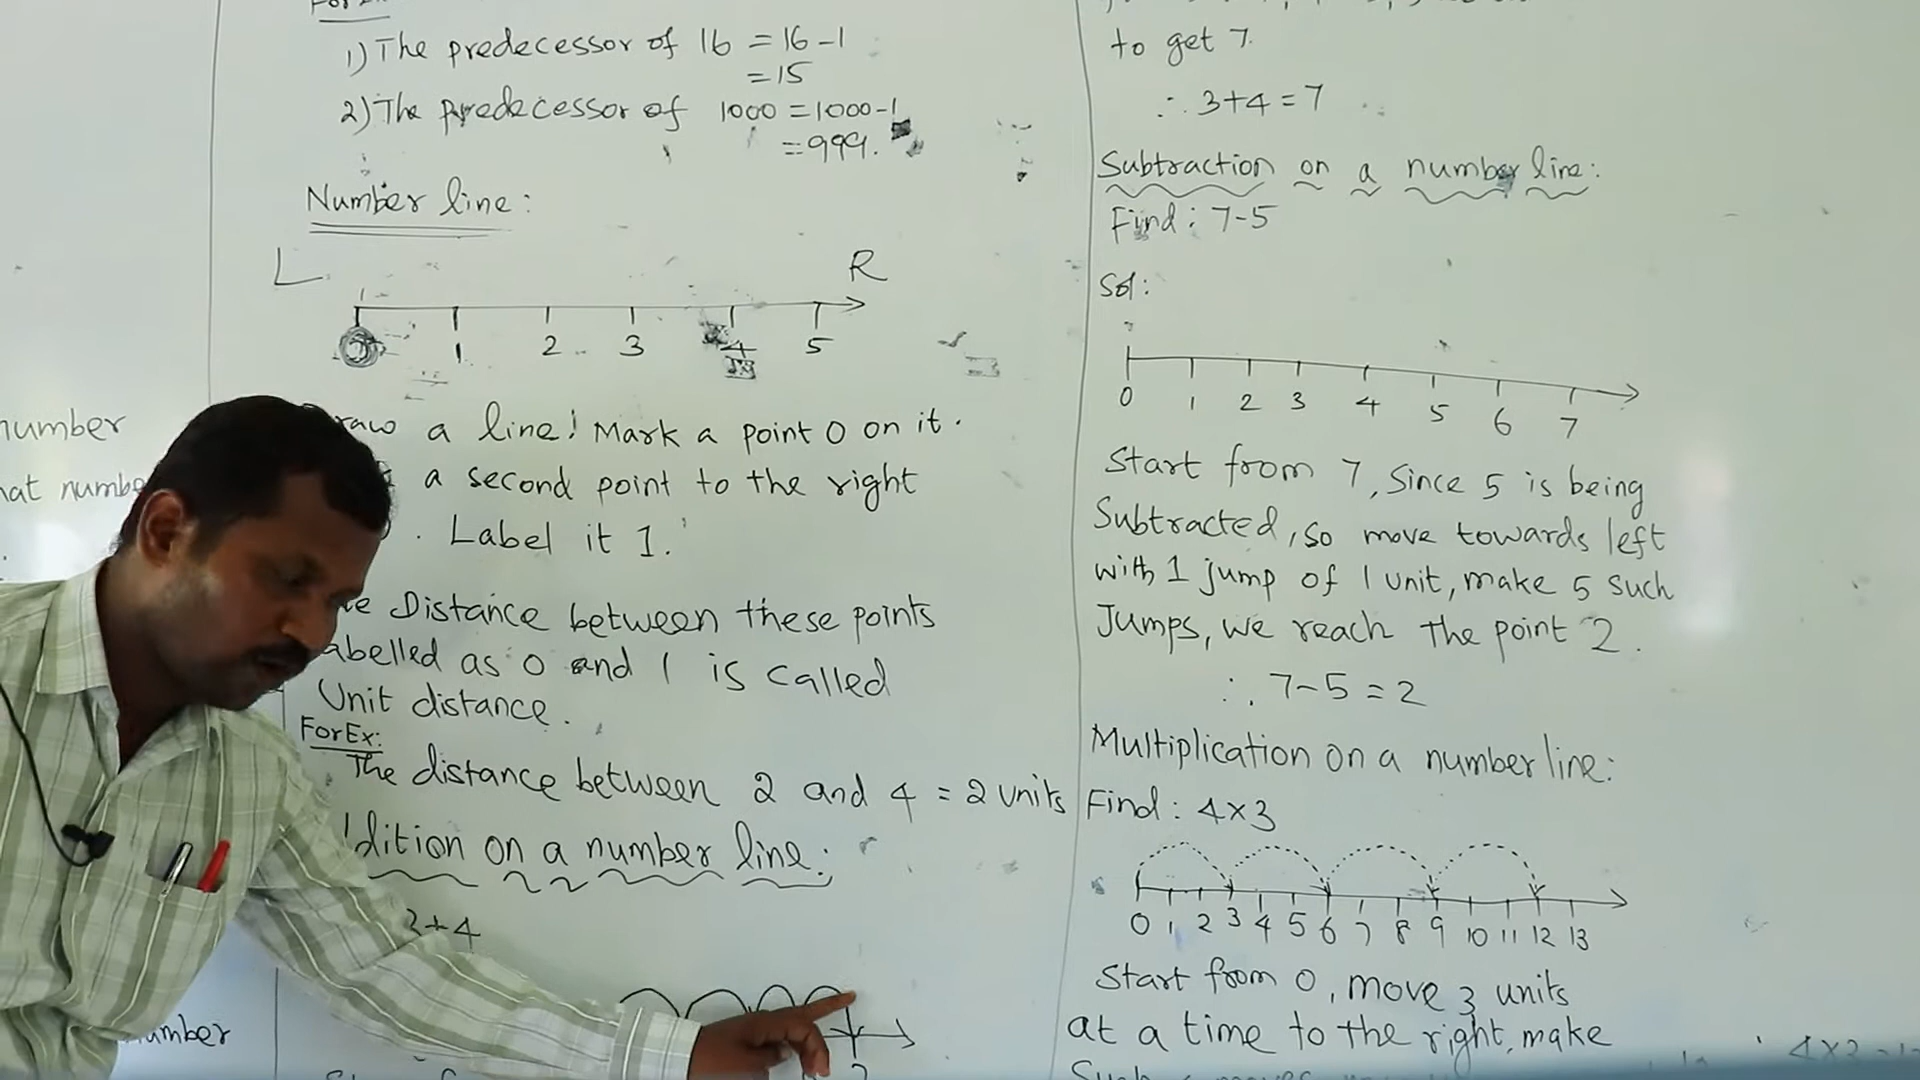 1) The predecessor of 16 = 16-1
= 15
2) The predecessor of 1000 = 1000-1
= 999.
Number line:
L R
1 2 3 4 5
a line! Mark a point 0 on it.
a second point to the right
. Label it 1.
Distance between these points
labelled as 0 and 1 is called
Unit distance.
For Ex:
The distance between 2 and 4 = 2 units
Addition on a number line:
3+4
number
number
to get 7.
∴ 3+4 = 7
Subtraction on a number line:
Find: 7-5
Sol:
0 1 2 3 4 5 6 7
Start from 7, Since 5 is being
Subtracted, so move towards left
with 1 jump of 1 unit, make 5 such
Jumps, we reach the point 2.
∴ 7-5 = 2
Multiplication on a number line:
Find: 4x3
0 1 2 3 4 5 6 7 8 9 10 11 12 13
Start from 0, move 3 units
at a time to the right, make